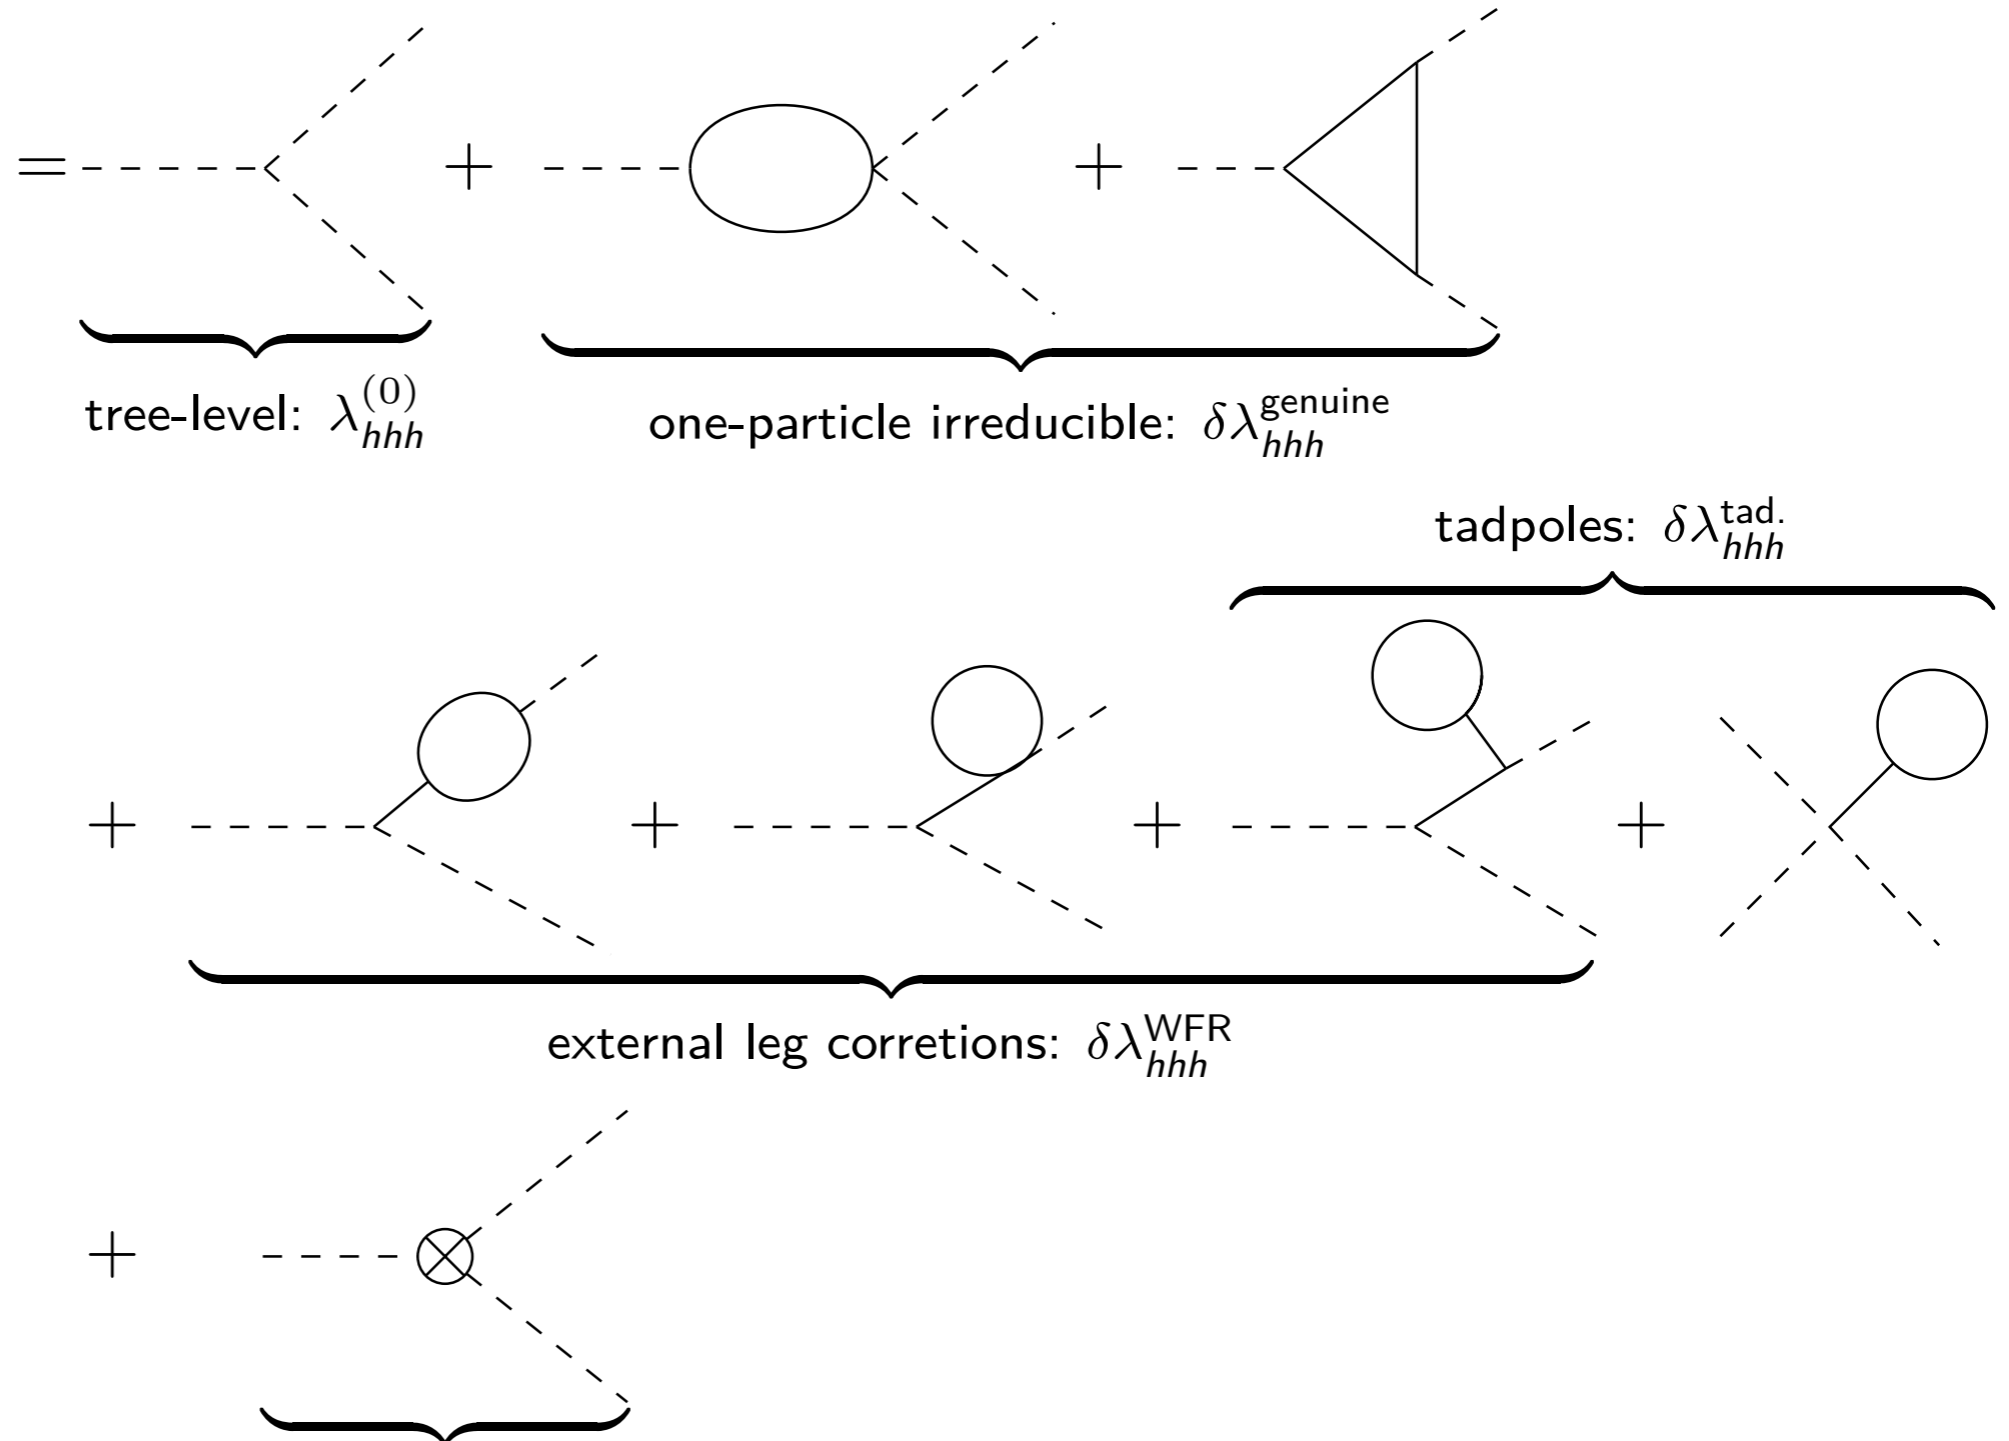 = + +
tree-level: λ_{hhh}^{(0)}
one-particle irreducible: δλ_{hhh}^{genuine}
tadpoles: δλ_{hhh}^{tad.}
+ + + +
external leg corretions: δλ_{hhh}^{WFR}
+